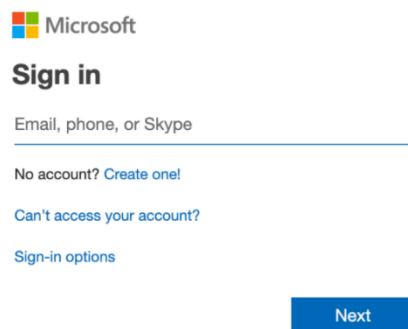 Microsoft
Sign in
Email, phone, or Skype
No account? Create one!
Can't access your account?
Sign-in options
Next